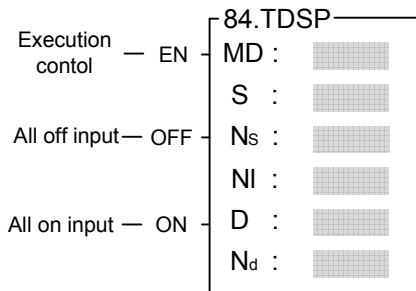 84.TDSP
Execution
contol
EN
MD :
S :
All off input
OFF
Ns :
Nl :
All on input
ON
D :
Nd :